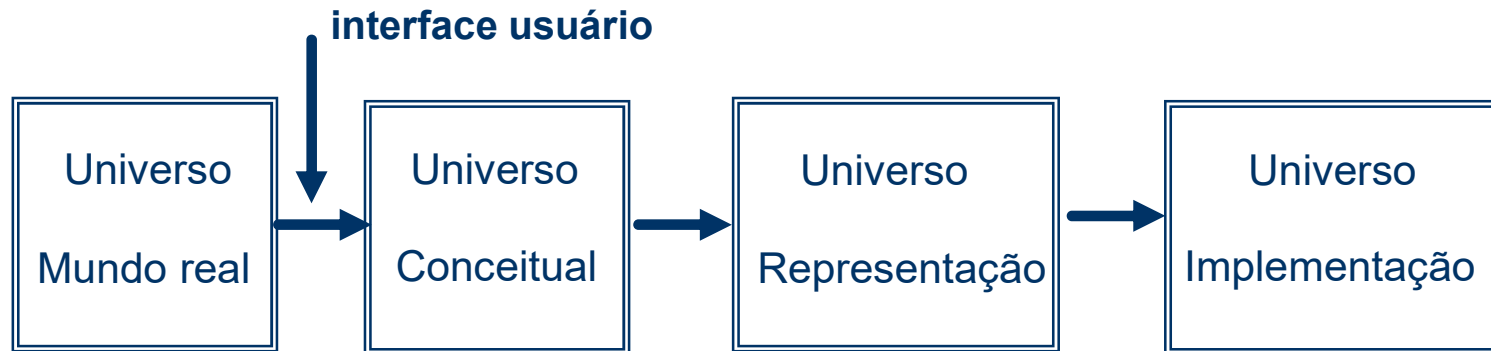 interface usuário
Universo
Mundo real
Universo
Conceitual
Universo
Representação
Universo
Implementação